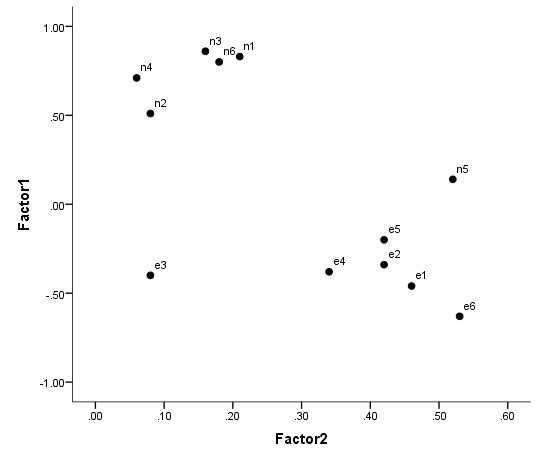 1.00
.50
.00
-.50
-1.00
Factor1
n3
n6
n1
n4
n2
n5
e5
e2
e4
e3
e1
e6
.00
.10
.20
.30
.40
.50
.60
Factor2